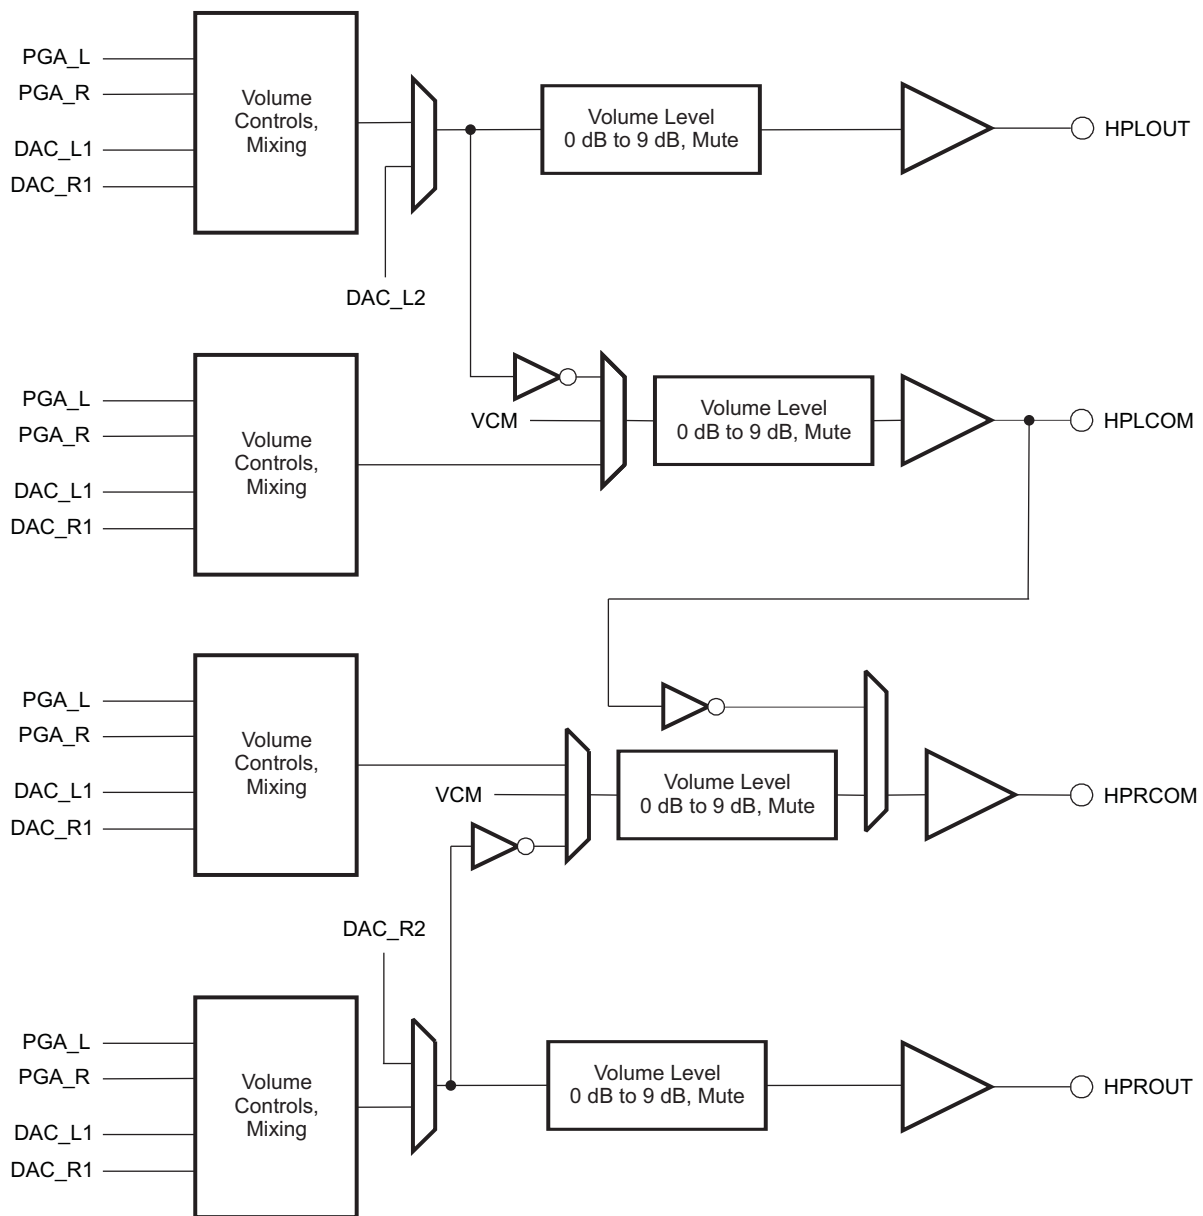 PGA_L
PGA_R
DAC_L1
DAC_R1
Volume
Controls,
Mixing
DAC_L2
Volume Level
0 dB to 9 dB, Mute
HPLOUT
PGA_L
PGA_R
DAC_L1
DAC_R1
Volume
Controls,
Mixing
VCM
Volume Level
0 dB to 9 dB, Mute
HPLCOM
PGA_L
PGA_R
DAC_L1
DAC_R1
Volume
Controls,
Mixing
VCM
Volume Level
0 dB to 9 dB, Mute
HPRCOM
DAC_R2
PGA_L
PGA_R
DAC_L1
DAC_R1
Volume
Controls,
Mixing
Volume Level
0 dB to 9 dB, Mute
HPROUT